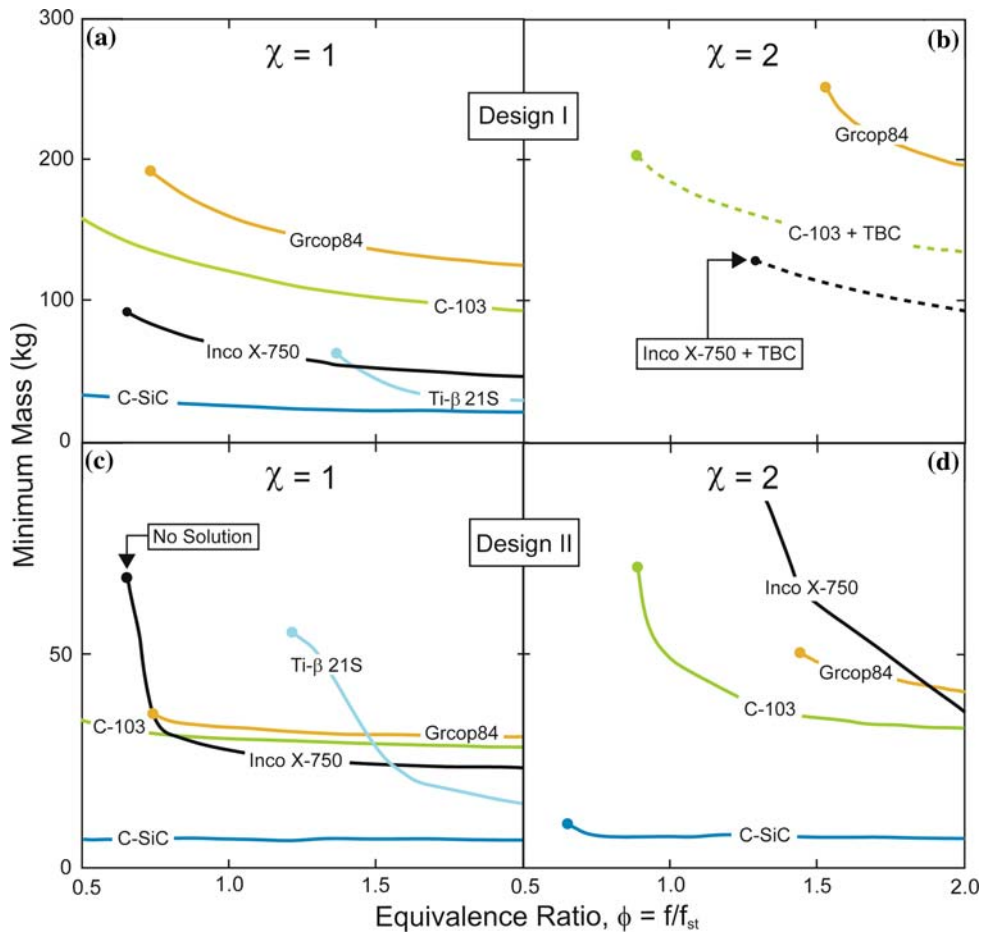 300
(a)
χ = 1
(b)
χ = 2
Design I
Grcop84
200
Grcop84
C-103 + TBC
C-103
100
Inco X-750
Inco X-750 + TBC
C-SiC
Ti-β 21S
0
Minimum Mass (kg)
(c)
χ = 1
(d)
χ = 2
No Solution
Design II
Inco X-750
50
Ti-β 21S
Grcop84
C-103
C-103
Grcop84
Inco X-750
C-SiC
C-SiC
0
0.5
1.0
1.5
0.5
1.0
1.5
2.0
Equivalence Ratio, ϕ = f/fst